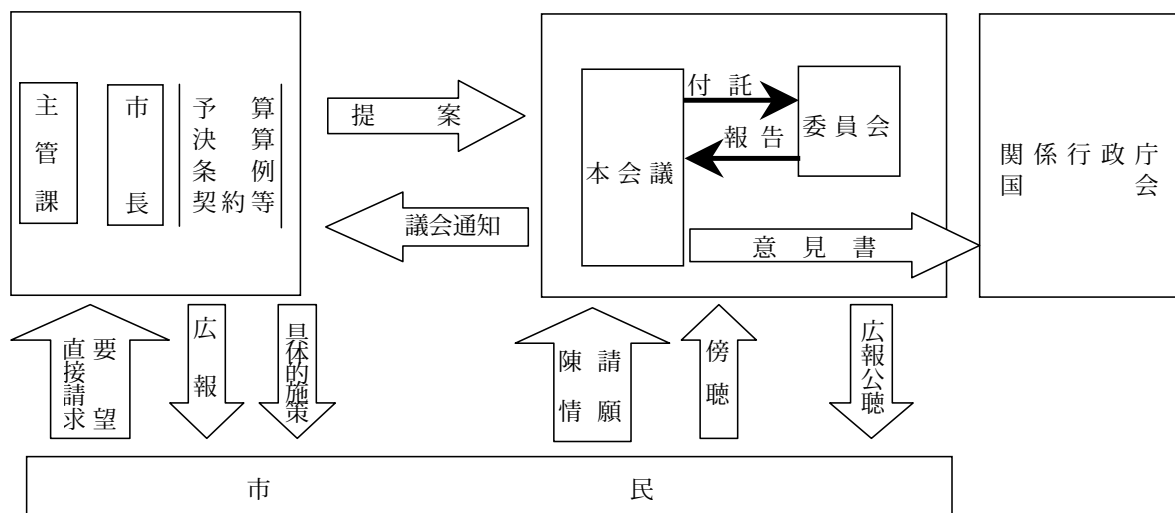 主管課
市長
予算
決算
条例
契約等
提案
議会通知
本会議
付託
報告
委員会
意見書
関係行政庁
国会
要望
直接請求
広報
具体的施策
請願
陳情
傍聴
広報公聴
市民